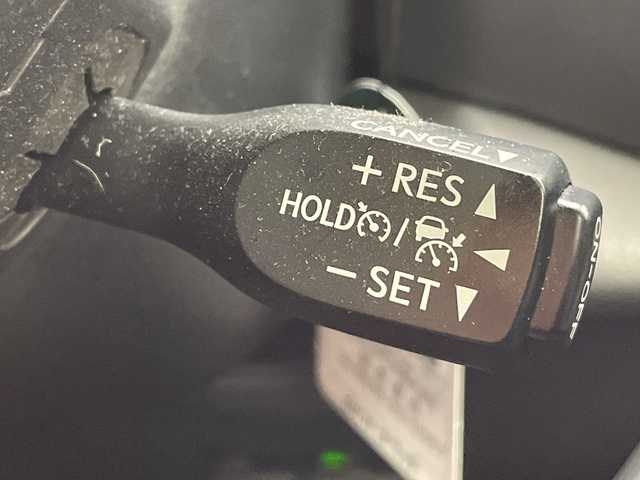 CANCEL▼
+ RES ▲
HOLD / ◀
− SET ▼
ON-OFF